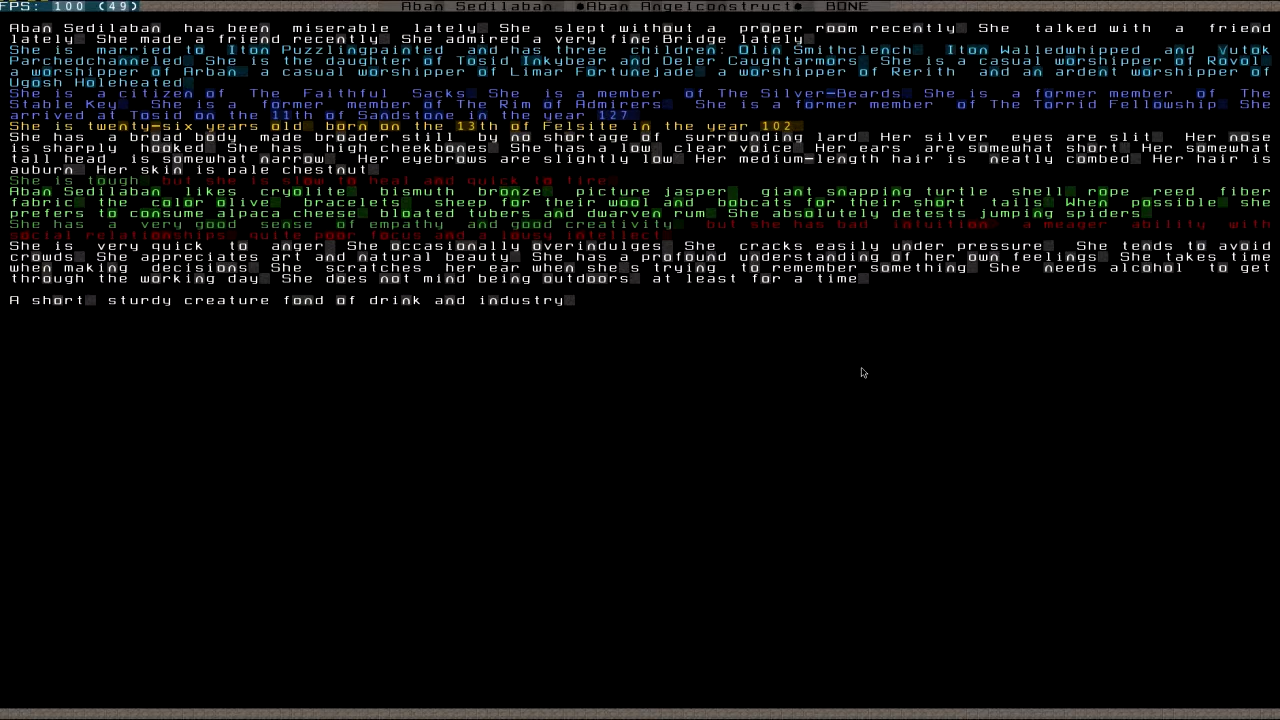 FPS: 100 (49) Aban Sedilaban ●Aban Angelconstruct● BONE
Aban Sedilaban has been miserable lately She slept without a proper room recently She talked with a friend
lately She made a friend recently She admired a very fine Bridge lately
She is married to Iton Puzzlingpainted and has three children: Olin Smithclench Iton Walledwhipped and Vutok
Parchedchanneled She is the daughter of Tosid Inkybear and Deler Caughtarmors She is a casual worshipper of Rovol
a worshipper of Arban a casual worshipper of Limar Fortunejade a worshipper of Rerith and an ardent worshipper of
Ugosh Holeheated
She is a citizen of The Faithful Sacks She is a member of The Silver-Beards She is a former member of The
Stable Key She is a former member of The Rim of Admirers She is a former member of The Torrid Fellowship She
arrived at Tosid on the 11th of Sandstone in the year 127
She is twenty-six years old born on the 13th of Felsite in the year 102
She has a broad body made broader still by no shortage of surrounding lard Her silver eyes are slit Her nose
is sharply hooked She has high cheekbones She has a low clear voice Her ears are somewhat short Her somewhat
tall head is somewhat narrow Her eyebrows are slightly low Her medium-length hair is neatly combed Her hair is
auburn Her skin is pale chestnut
She is tough but she is slow to heal and quick to tire
Aban Sedilaban likes cryolite bismuth bronze picture jasper giant snapping turtle shell rope reed fiber
fabric the color olive bracelets sheep for their wool and bobcats for their short tails When possible she
prefers to consume alpaca cheese bloated tubers and dwarven rum She absolutely detests jumping spiders
She has a very good sense of empathy and good creativity but she has bad intuition a meager ability with
social relationships quite poor focus and a lousy intellect
She is very quick to anger She occasionally overindulges She cracks easily under pressure She tends to avoid
crowds She appreciates art and natural beauty She has a profound understanding of her own feelings She takes time
when making decisions She scratches her ear when she s trying to remember something She needs alcohol to get
through the working day She does not mind being outdoors at least for a time
A short sturdy creature fond of drink and industry